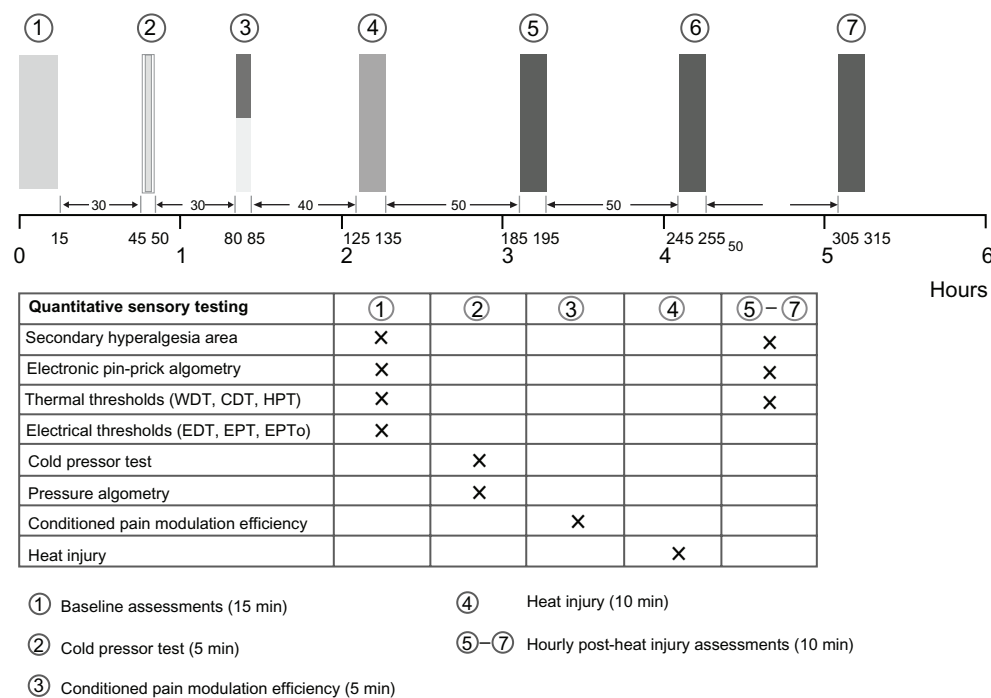 ① ② ③ ④ ⑤ ⑥ ⑦
30 30 40 50 50
15 45 50 80 85 125 135 185 195 245 255 50 305 315
0 1 2 3 4 5 6
Hours
Quantitative sensory testing ① ② ③ ④ ⑤–⑦
Secondary hyperalgesia area × ×
Electronic pin-prick algometry × ×
Thermal thresholds (WDT, CDT, HPT) × ×
Electrical thresholds (EDT, EPT, EPTo) ×
Cold pressor test ×
Pressure algometry ×
Conditioned pain modulation efficiency ×
Heat injury ×
① Baseline assessments (15 min)
② Cold pressor test (5 min)
③ Conditioned pain modulation efficiency (5 min)
④ Heat injury (10 min)
⑤–⑦ Hourly post-heat injury assessments (10 min)